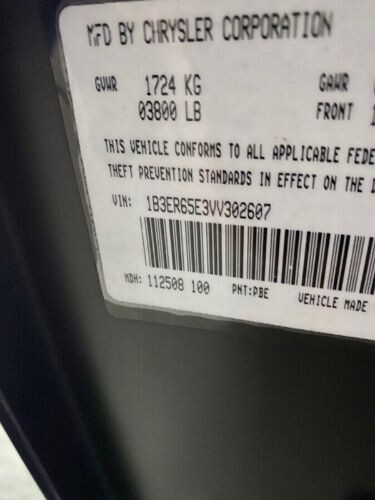 MFD BY CHRYSLER CORPORATION
GVWR 1724 KG GAWR
03800 LB FRONT
THIS VEHICLE CONFORMS TO ALL APPLICABLE FEDE
THEFT PREVENTION STANDARDS IN EFFECT ON THE D
VIN: 1B3ER65E3VV302607
MDH: 112508 100 PNT:PBE VEHICLE MADE